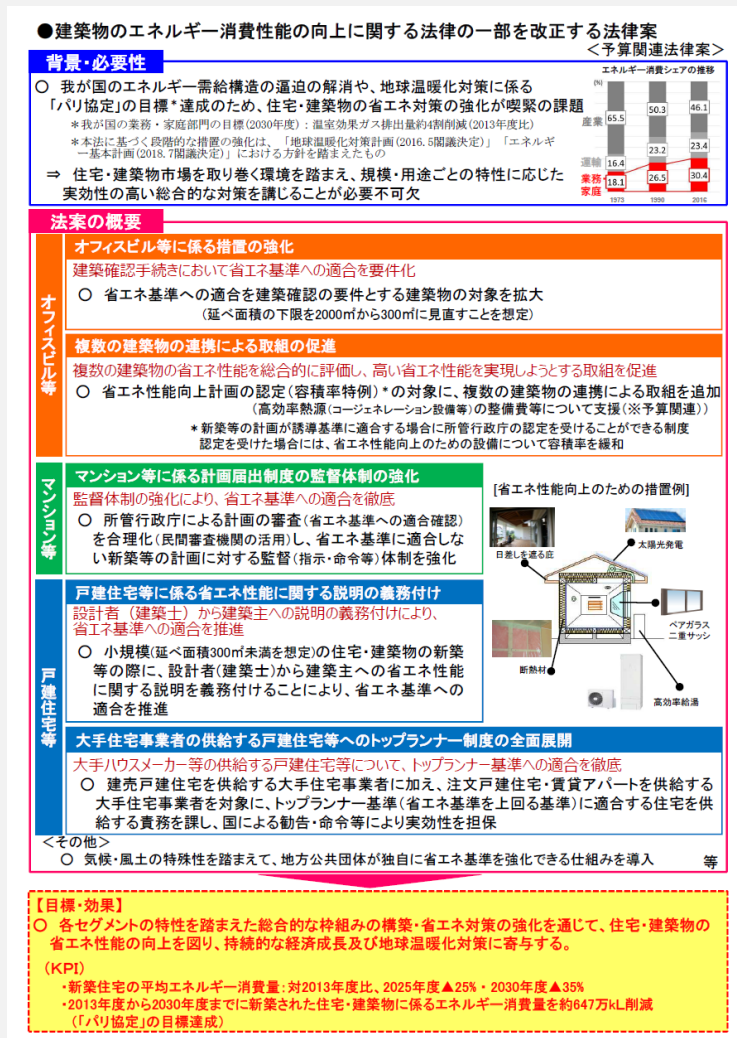 ●建築物のエネルギー消費性能の向上に関する法律の一部を改正する法律案
＜予算関連法律案＞
背景・必要性
○ 我が国のエネルギー需給構造の逼迫の解消や、地球温暖化対策に係る
「パリ協定」の目標*達成のため、住宅・建築物の省エネ対策の強化が喫緊の課題
＊我が国の業務・家庭部門の目標(2030年度)：温室効果ガス排出量約4割削減(2013年度比)
＊本法に基づく段階的な措置の強化は、「地球温暖化対策計画(2016.5閣議決定)」「エネルギ
ー基本計画(2018.7閣議決定)」における方針を踏まえたもの
⇒ 住宅・建築物市場を取り巻く環境を踏まえ、規模・用途ごとの特性に応じた
実効性の高い総合的な対策を講じることが必要不可欠
エネルギー消費シェアの推移
(%)
産業 65.5 50.3 46.1
運輸 16.4 23.2 23.4
業務・家庭 18.1 26.5 30.4
1973 1990 2016
法案の概要
オフィスビル等
オフィスビル等に係る措置の強化
建築確認手続きにおいて省エネ基準への適合を要件化
○ 省エネ基準への適合を建築確認の要件とする建築物の対象を拡大
(延べ面積の下限を2000㎡から300㎡に見直すことを想定)
複数の建築物の連携による取組の促進
複数の建築物の省エネ性能を総合的に評価し、高い省エネ性能を実現しようとする取組を促進
○ 省エネ性能向上計画の認定(容積率特例)*の対象に、複数の建築物の連携による取組を追加
(高効率熱源(コージェネレーション設備等)の整備費等について支援(※予算関連))
＊新築等の計画が誘導基準に適合する場合に所管行政庁の認定を受けることができる制度
認定を受けた場合には、省エネ性能向上のための設備について容積率を緩和
マンション等
マンション等に係る計画届出制度の監督体制の強化
監督体制の強化により、省エネ基準への適合を徹底
○ 所管行政庁による計画の審査(省エネ基準への適合確認)
を合理化(民間審査機関の活用)し、省エネ基準に適合しな
い新築等の計画に対する監督(指示・命令等)体制を強化
[省エネ性能向上のための措置例]
日差しを遮る庇
太陽光発電
ペアガラス
二重サッシ
断熱材
高効率給湯
戸建住宅等
戸建住宅等に係る省エネ性能に関する説明の義務付け
設計者（建築士）から建築主への説明の義務付けにより、
省エネ基準への適合を推進
○ 小規模(延べ面積300㎡未満を想定)の住宅・建築物の新築
等の際に、設計者(建築士)から建築主への省エネ性能
に関する説明を義務付けることにより、省エネ基準への
適合を推進
大手住宅事業者の供給する戸建住宅等へのトップランナー制度の全面展開
大手ハウスメーカー等の供給する戸建住宅等について、トップランナー基準への適合を徹底
○ 建売戸建住宅を供給する大手住宅事業者に加え、注文戸建住宅・賃貸アパートを供給する
大手住宅事業者を対象に、トップランナー基準(省エネ基準を上回る基準)に適合する住宅を供
給する責務を課し、国による勧告・命令等により実効性を担保
＜その他＞
○ 気候・風土の特殊性を踏まえて、地方公共団体が独自に省エネ基準を強化できる仕組みを導入 等
【目標・効果】
○ 各セグメントの特性を踏まえた総合的な枠組みの構築・省エネ対策の強化を通じて、住宅・建築物の
省エネ性能の向上を図り、持続的な経済成長及び地球温暖化対策に寄与する。
(KPI)
・新築住宅の平均エネルギー消費量：対2013年度比、2025年度▲25%・2030年度▲35%
・2013年度から2030年度までに新築された住宅・建築物に係るエネルギー消費量を約647万kL削減
(「パリ協定」の目標達成)